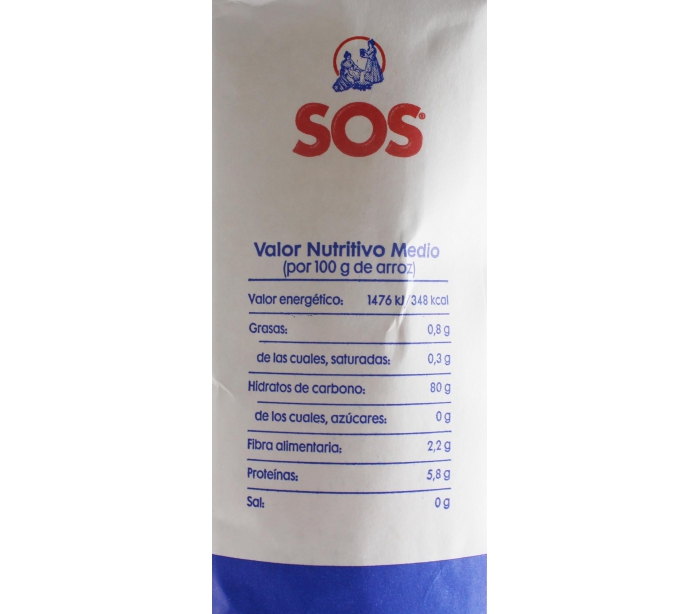 SOS®
Valor Nutritivo Medio
(por 100 g de arroz)
Valor energético: 1476 kJ/348 kcal
Grasas: 0,8 g
de las cuales, saturadas: 0,3 g
Hidratos de carbono: 80 g
de los cuales, azúcares: 0 g
Fibra alimentaria: 2,2 g
Proteínas: 5,8 g
Sal: 0 g